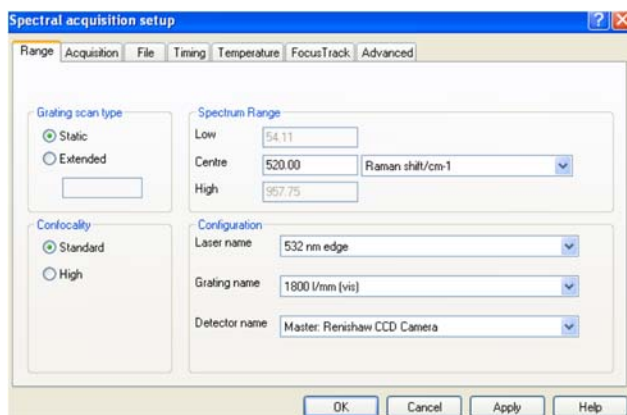 Spectral acquisition setup
Range Acquisition File Timing Temperature FocusTrack Advanced
Grating scan type
Static
Extended
Spectrum Range
Low 54.11
Centre 520.00 Raman shift/cm-1
High 957.75
Confocality
Standard
High
Configuration
Laser name 532 nm edge
Grating name 1800 l/mm (vis)
Detector name Master: Renishaw CCD Camera
OK Cancel Apply Help